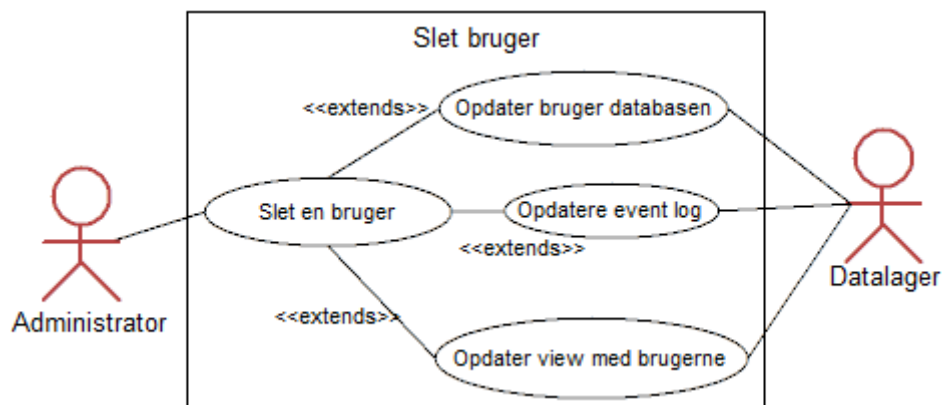 Slet bruger
<<extends>>
Opdater bruger databasen
Slet en bruger
Opdatere event log
<<extends>>
Administrator
Datalager
<<extends>>
Opdater view med brugerne